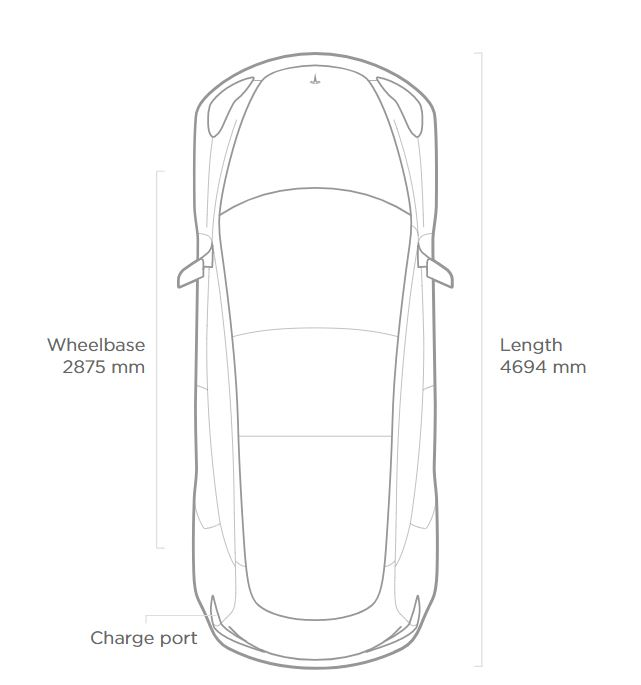 Wheelbase
2875 mm
Length
4694 mm
Charge port